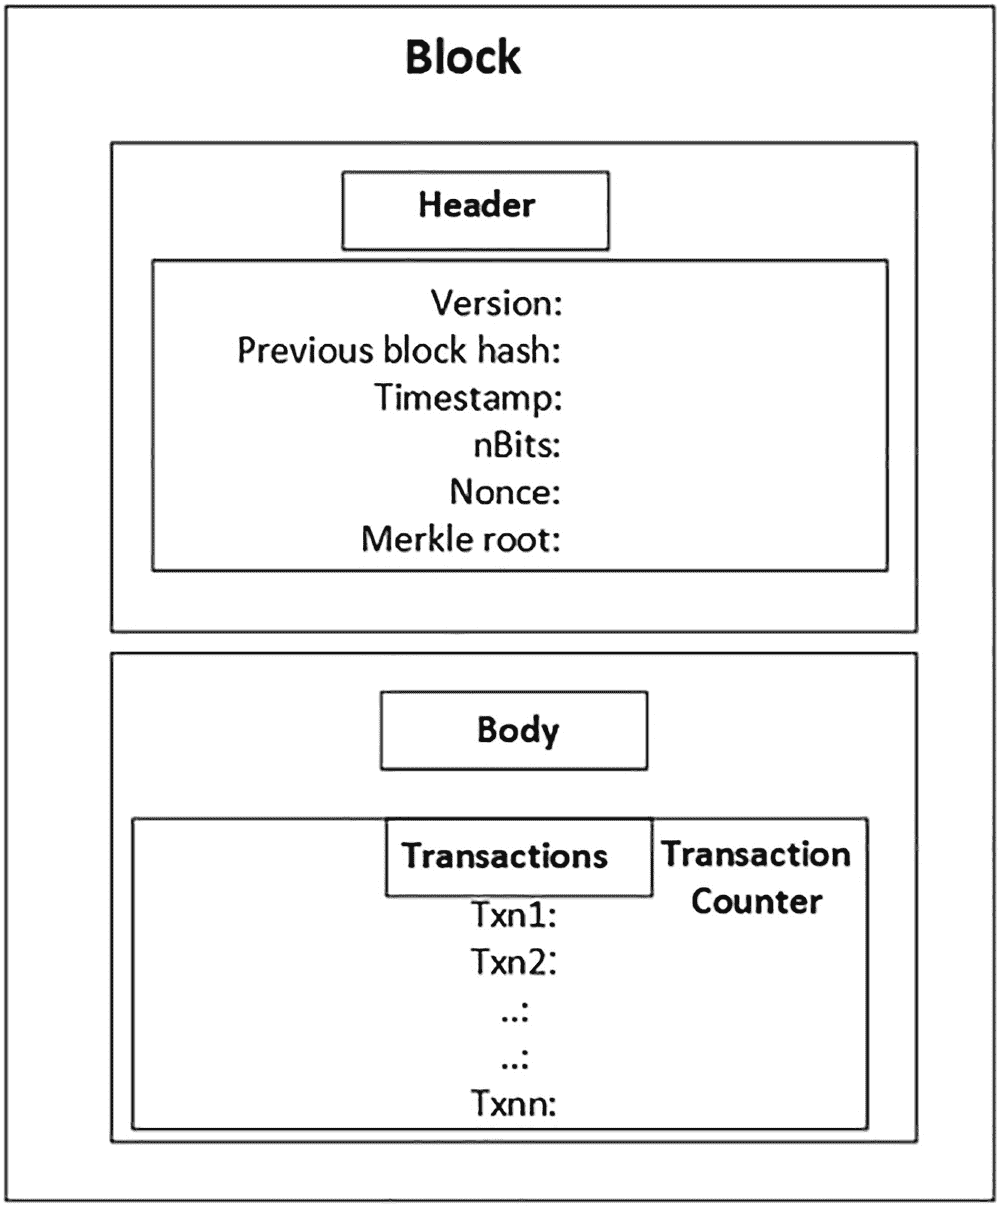 Block
Header
Version:
Previous block hash:
Timestamp:
nBits:
Nonce:
Merkle root:
Body
Transactions
Transaction
Counter
Txn1:
Txn2:
..:
..:
Txnn: